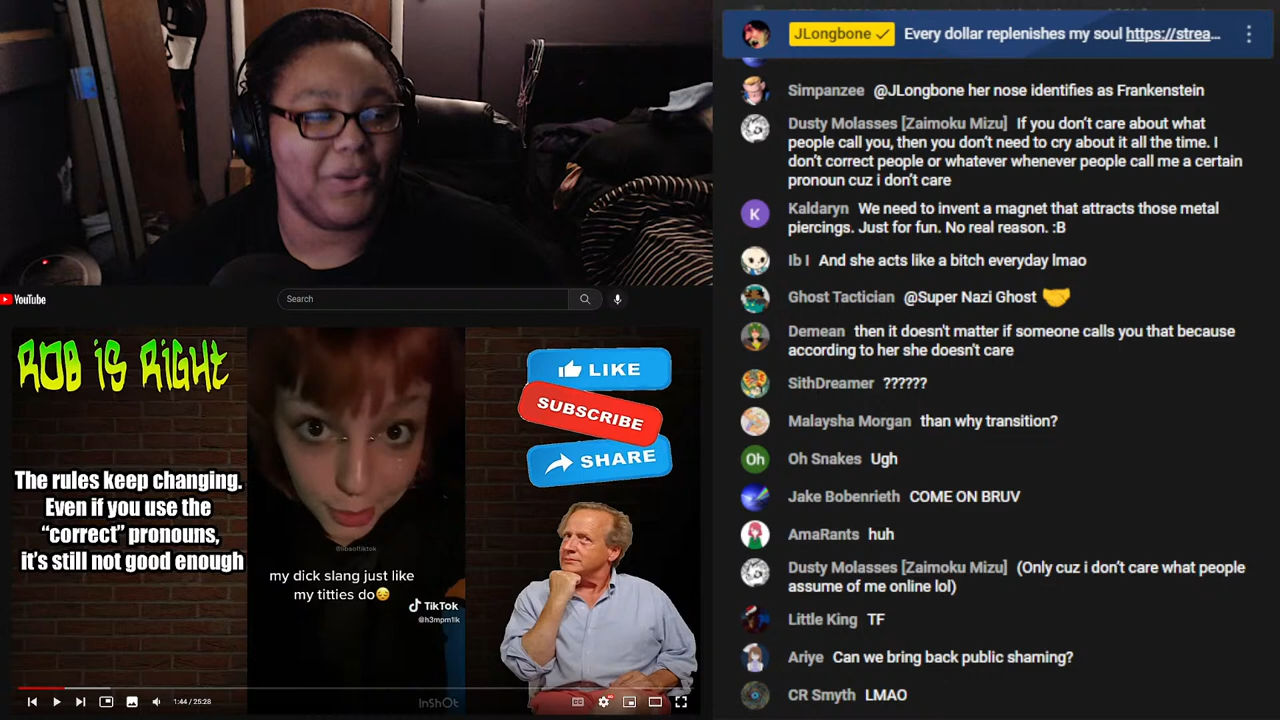 JLongbone Every dollar replenishes my soul https://strea...
Simpanzee @JLongbone her nose identifies as Frankenstein
Dusty Molasses [Zaimoku Mizu] If you don't care about what
people call you, then you don't need to cry about it all the time. I
don't correct people or whatever whenever people call me a certain
pronoun cuz i don't care
K
Kaldaryn We need to invent a magnet that attracts those metal
piercings. Just for fun. No real reason. :B
Ib I And she acts like a bitch everyday lmao
Ghost Tactician @Super Nazi Ghost
Demean then it doesn't matter if someone calls you that because
according to her she doesn't care
SithDreamer ??????
Malaysha Morgan than why transition?
Oh
Oh Snakes Ugh
Jake Bobenrieth COME ON BRUV
AmaRants huh
Dusty Molasses [Zaimoku Mizu] (Only cuz i don't care what people
assume of me online lol)
Little King TF
Ariye Can we bring back public shaming?
CR Smyth LMAO
YouTube
Search
ROB iS RiGHt
The rules keep changing.
Even if you use the
“correct” pronouns,
it's still not good enough
@libsoftiktok
my dick slang just like
my titties do😔
TikTok
@h3mpm1lk
LIKE
SUBSCRIBE
SHARE
1:44 / 25:28
InShOt